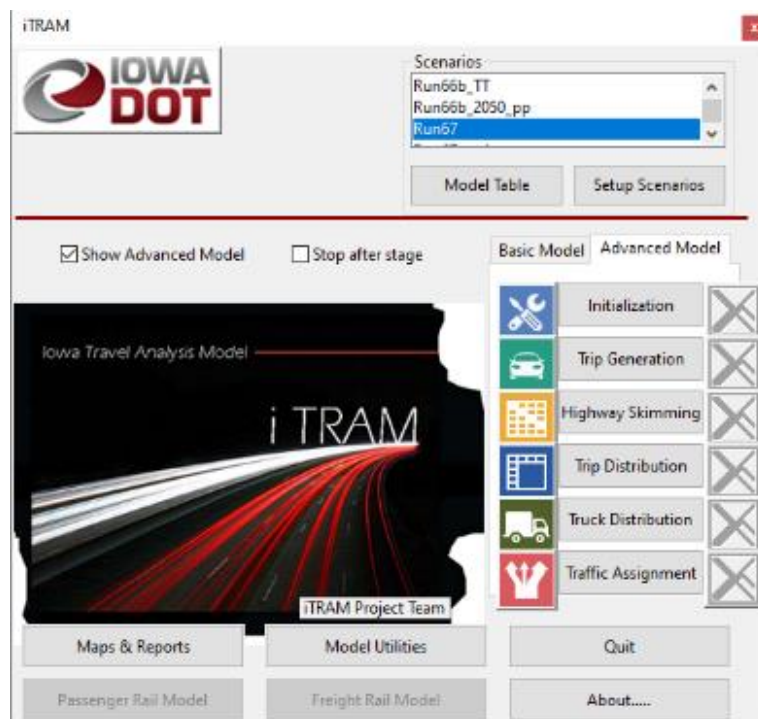 iTRAM
x
IOWA
DOT
Scenarios
Run66b_TT
Run66b_2050_pp
Run67
Model Table
Setup Scenarios
Show Advanced Model
Stop after stage
Basic Model
Advanced Model
Initialization
Trip Generation
Highway Skimming
Trip Distribution
Truck Distribution
Traffic Assignment
Iowa Travel Analysis Model
i TRAM
iTRAM Project Team
Maps & Reports
Model Utilities
Quit
Passenger Rail Model
Freight Rail Model
About.....